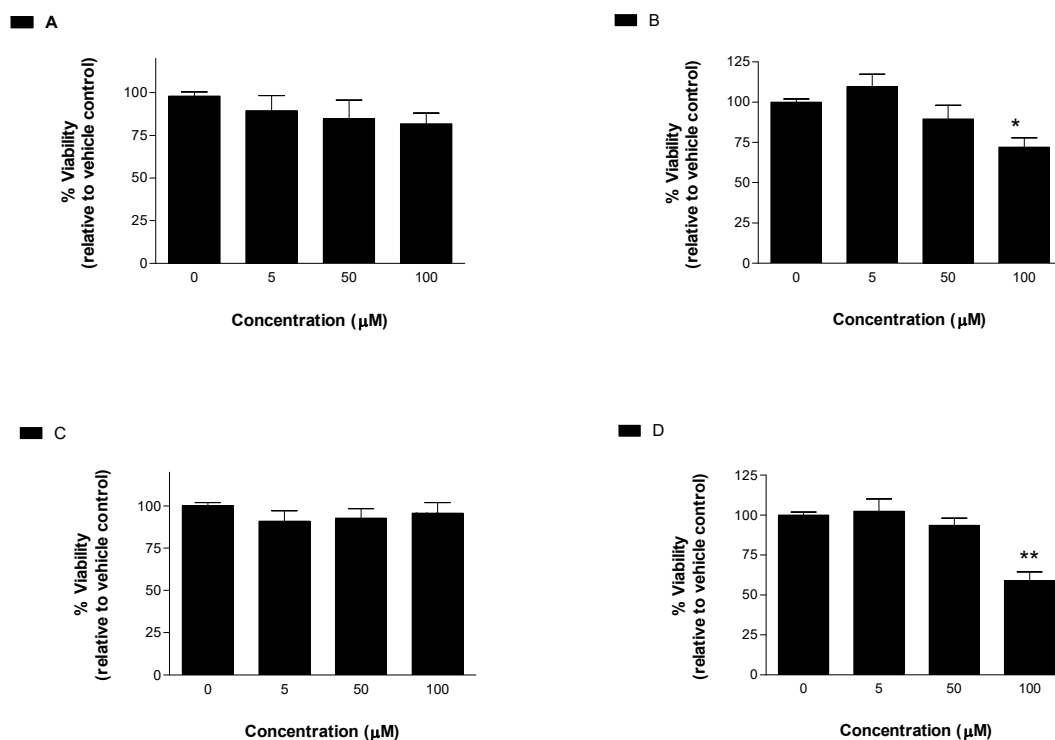 A
% Viability
(relative to vehicle control)
100
75
50
25
0
0 5 50 100
Concentration (μM)
B
% Viability
(relative to vehicle control)
125
100
75
50
25
0
*
0 5 50 100
Concentration (μM)
C
% Viability
(relative to vehicle control)
100
75
50
25
0
0 5 50 100
Concentration (μM)
D
% Viability
(relative to vehicle control)
125
100
75
50
25
0
**
0 5 50 100
Concentration (μM)